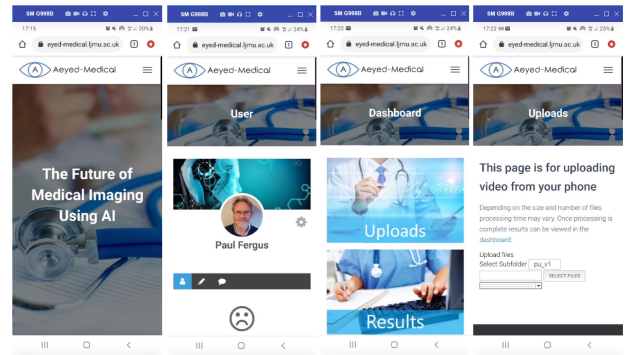 SM G998B
17:15
20%
eyed-medical.ljmu.ac.uk
A
Aeyed-Medical
The Future of
Medical Imaging
Using AI
SM G998B
17:21
24%
eyed-medical.ljmu.ac.uk
A
Aeyed-Medical
User
Paul Fergus
SM G998B
17:22
24%
eyed-medical.ljmu.ac.uk
A
Aeyed-Medical
Dashboard
Uploads
Results
SM G998B
17:22
25%
eyed-medical.ljmu.ac.uk
A
Aeyed-Medical
Uploads
This page is for uploading
video from your phone
Depending on the size and number of files
processing time may vary. Once processing is
complete results can be viewed in the
dashboard
Upload files
Select Subfolder pu_v1
SELECT FILES